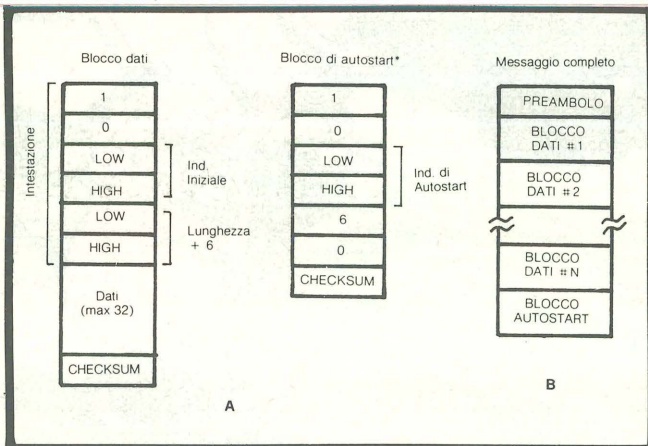 Blocco dati
Intestazione
1
0
LOW
HIGH
Ind.
Iniziale
LOW
HIGH
Lunghezza
+ 6
Dati
(max 32)
CHECKSUM
Blocco di autostart*
1
0
LOW
HIGH
Ind. di
Autostart
6
0
CHECKSUM
A
Messaggio completo
PREAMBOLO
BLOCCO
DATI #1
BLOCCO
DATI #2
BLOCCO
DATI #N
BLOCCO
AUTOSTART
B